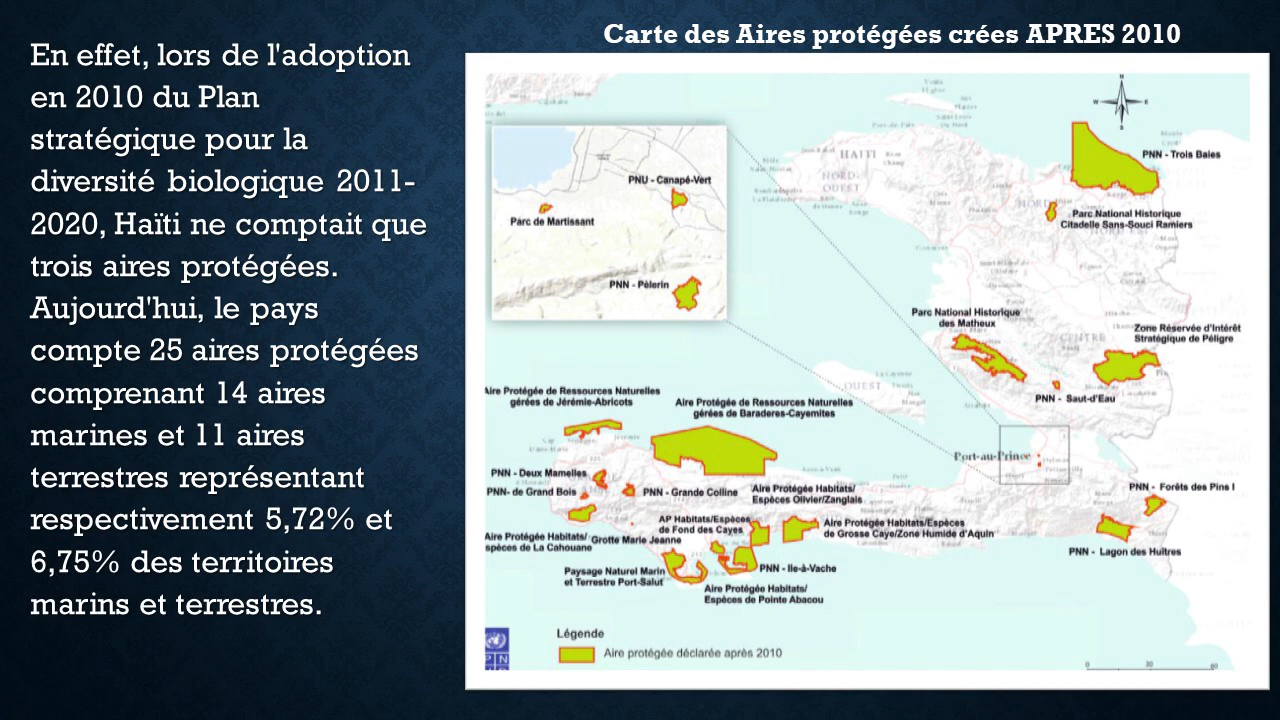 Carte des Aires protégées crées APRES 2010
En effet, lors de l'adoption
en 2010 du Plan
stratégique pour la
diversité biologique 2011-
2020, Haïti ne comptait que
trois aires protégées.
Aujourd'hui, le pays
compte 25 aires protégées
comprenant 14 aires
marines et 11 aires
terrestres représentant
respectivement 5,72% et
6,75% des territoires
marins et terrestres.
N
W E
S
PNN - Trois Baies
HAITI
NORD-
OUEST
PNU - Canapé-Vert
Parc de Martissant
PNN - Pèlerin
NORD
Parc National Historique
Citadelle Sans-Souci Ramiers
NORD-EST
Parc National Historique
des Matheux
CENTRE
Zone Réservée d'Intérêt
Stratégique de Péligre
PNN - Saut-d'Eau
OUEST
Aire Protégée de Ressources Naturelles
gérées de Jérémie-Abricots
Aire Protégée de Ressources Naturelles
gérées de Baraderes-Cayemites
Port-au-Prince
PNN - Deux Mamelles
PNN- de Grand Bois
PNN - Grande Colline
Aire Protégée Habitats/
Espèces Olivier/Zanglais
PNN - Forêts des Pins I
AP Habitats/Espèces
de Fond des Cayes
Aire Protégée Habitats/Espèces
de Grosse Caye/Zone Humide d'Aquin
Aire Protégée Habitats/
spèces de La Cahouane
Grotte Marie Jeanne
PNN - Lagon des Huîtres
Paysage Naturel Marin
et Terrestre Port-Salut
PNN - Ile-à-Vache
Aire Protégée Habitats/
Espèces de Pointe Abacou
Légende
Aire protégée déclarée après 2010
P N
0 30 60